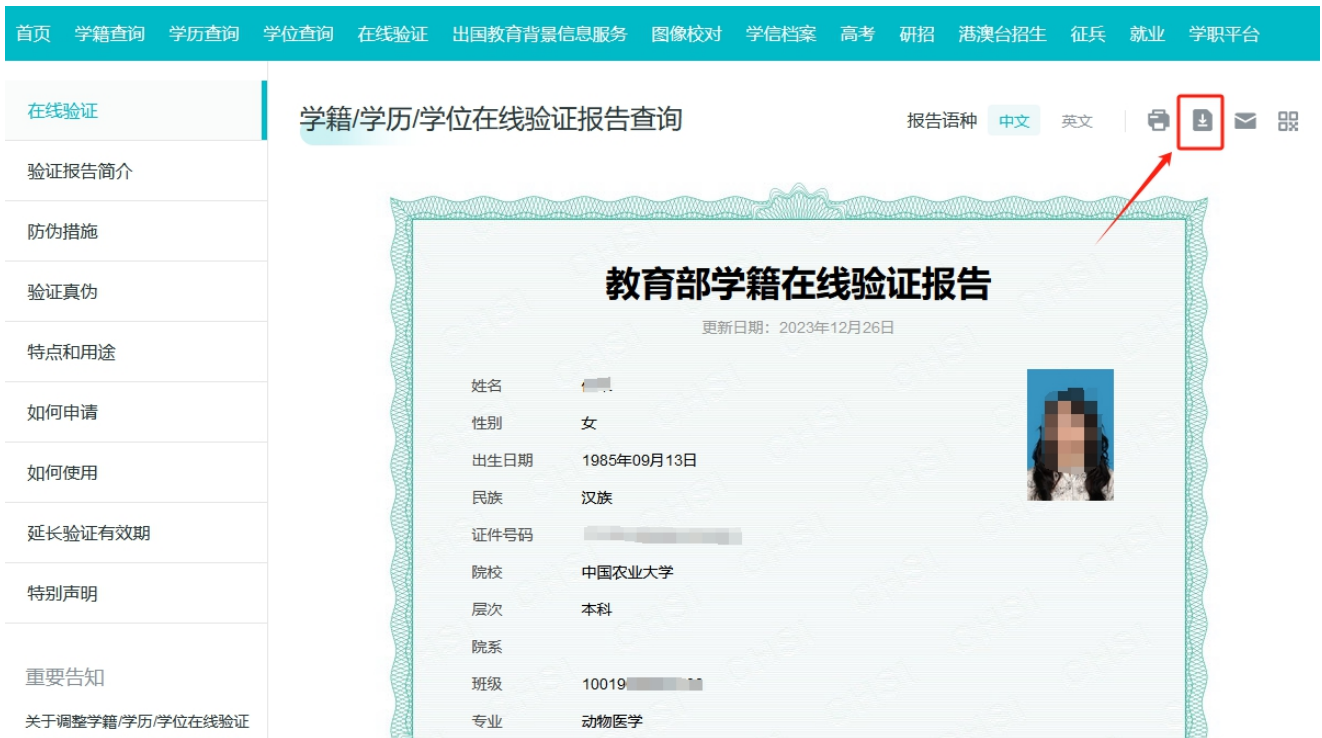 首页 学籍查询 学历查询 学位查询 在线验证 出国教育背景信息服务 图像校对 学信档案 高考 研招 港澳台招生 征兵 就业 学职平台
在线验证
验证报告简介
防伪措施
验证真伪
特点和用途
如何申请
如何使用
延长验证有效期
特别声明
重要告知
关于调整学籍/学历/学位在线验证
学籍/学历/学位在线验证报告查询
报告语种 中文 英文
教育部学籍在线验证报告
更新日期：2023年12月26日
姓名
性别 女
出生日期 1985年09月13日
民族 汉族
证件号码
院校 中国农业大学
层次 本科
院系
班级 10019
专业 动物医学